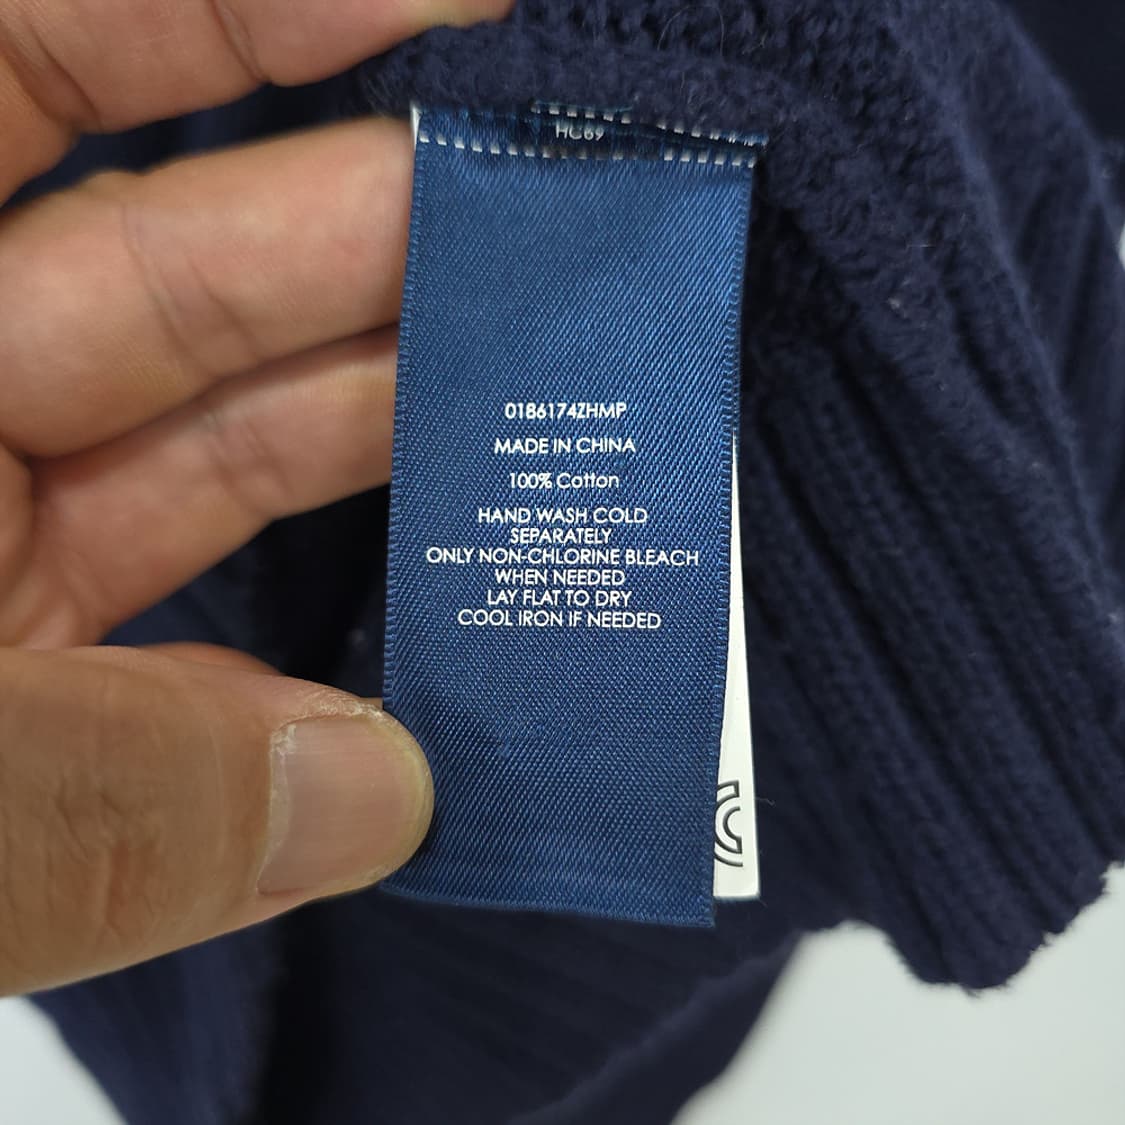 HC69
0186174ZHMP
MADE IN CHINA
100% Cotton
HAND WASH COLD
SEPARATELY
ONLY NON-CHLORINE BLEACH
WHEN NEEDED
LAY FLAT TO DRY
COOL IRON IF NEEDED